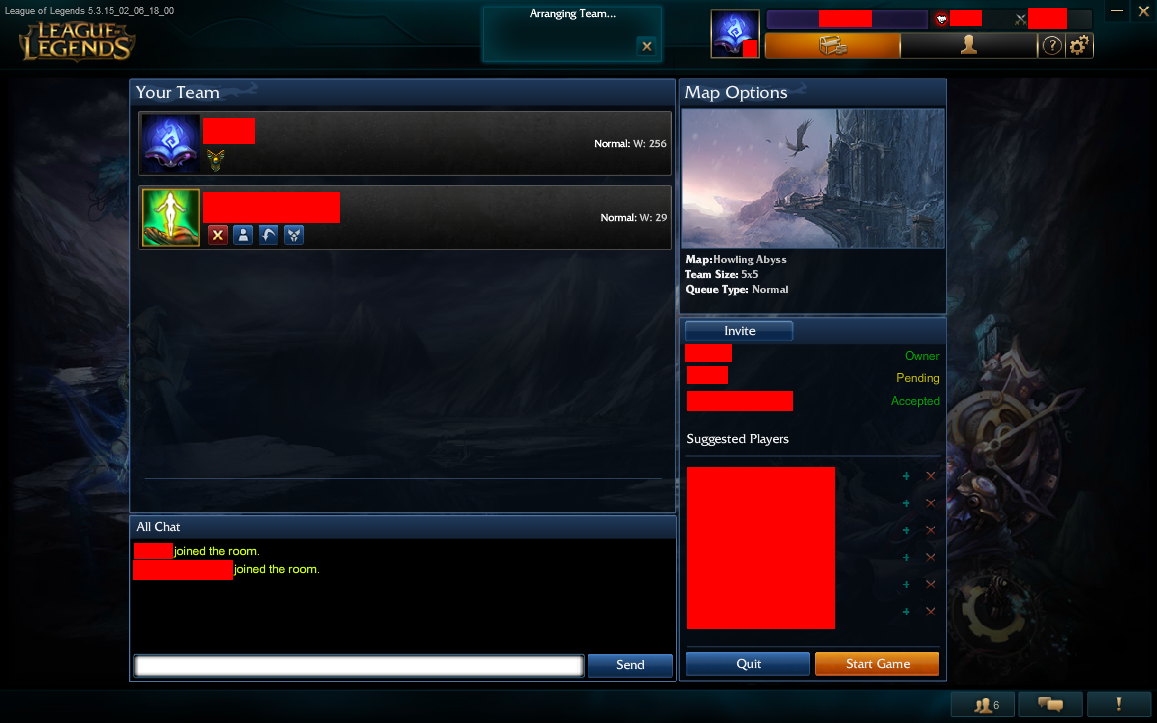 League of Legends 5.3.15_02_06_18_00
LEAGUE OF LEGENDS
Arranging Team...
Your Team
Normal: W: 256
Normal: W: 29
Map Options
Map:Howling Abyss
Team Size: 5x5
Queue Type: Normal
Invite
Owner
Pending
Accepted
Suggested Players
All Chat
joined the room.
joined the room.
Send
Quit
Start Game
6